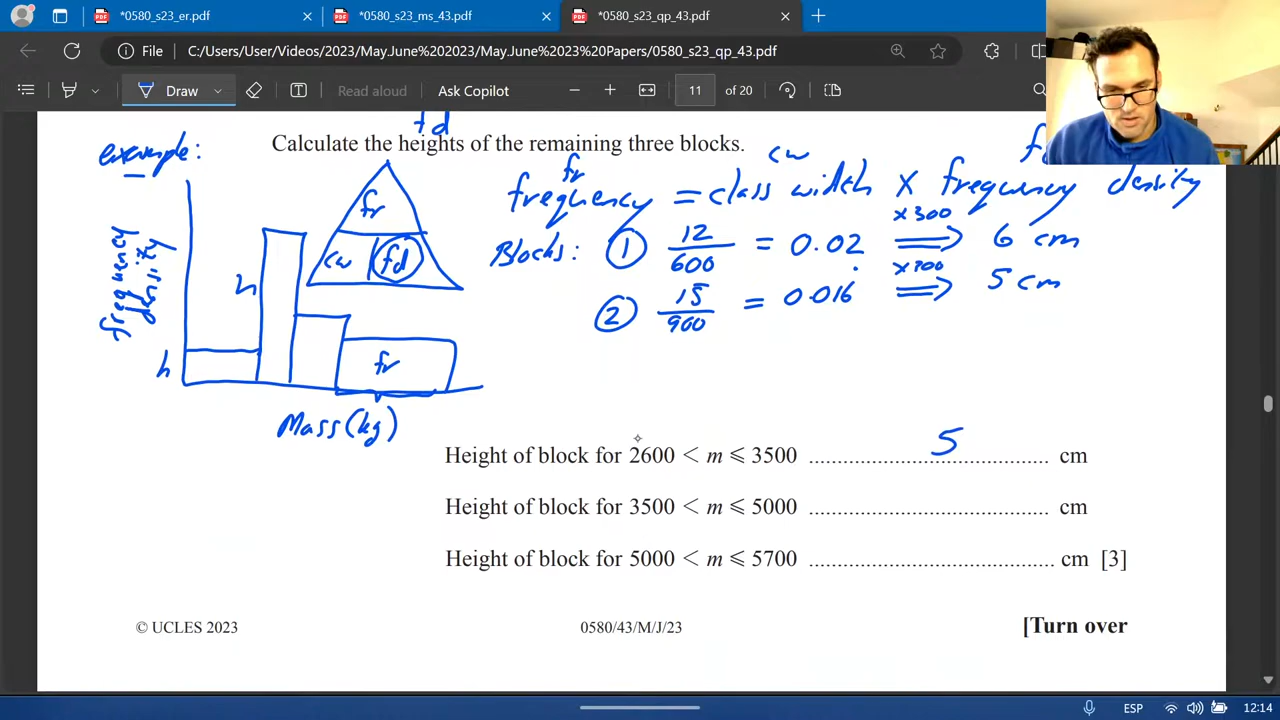 *0580_s23_er.pdf
*0580_s23_ms_43.pdf
*0580_s23_qp_43.pdf
File
C:/Users/User/Videos/2023/May.June%202023/May.June%2023%20Papers/0580_s23_qp_43.pdf
Draw
Read aloud
Ask Copilot
11 of 20
fd
Calculate the heights of the remaining three blocks.
example:
frequency density
h
h
fr
cw fd
fr
Mass(kg)
fr cw
frequency = class width × frequency density
Blocks: ① 12/600 = 0.02 ×300 ⟹ 6 cm
② 15/900 = 0.016̇ ×300 ⟹ 5 cm
Height of block for 2600 < m ⩽ 3500 .......... 5 .......... cm
Height of block for 3500 < m ⩽ 5000 .................... cm
Height of block for 5000 < m ⩽ 5700 .................... cm [3]
© UCLES 2023
0580/43/M/J/23
[Turn over
ESP
12:14